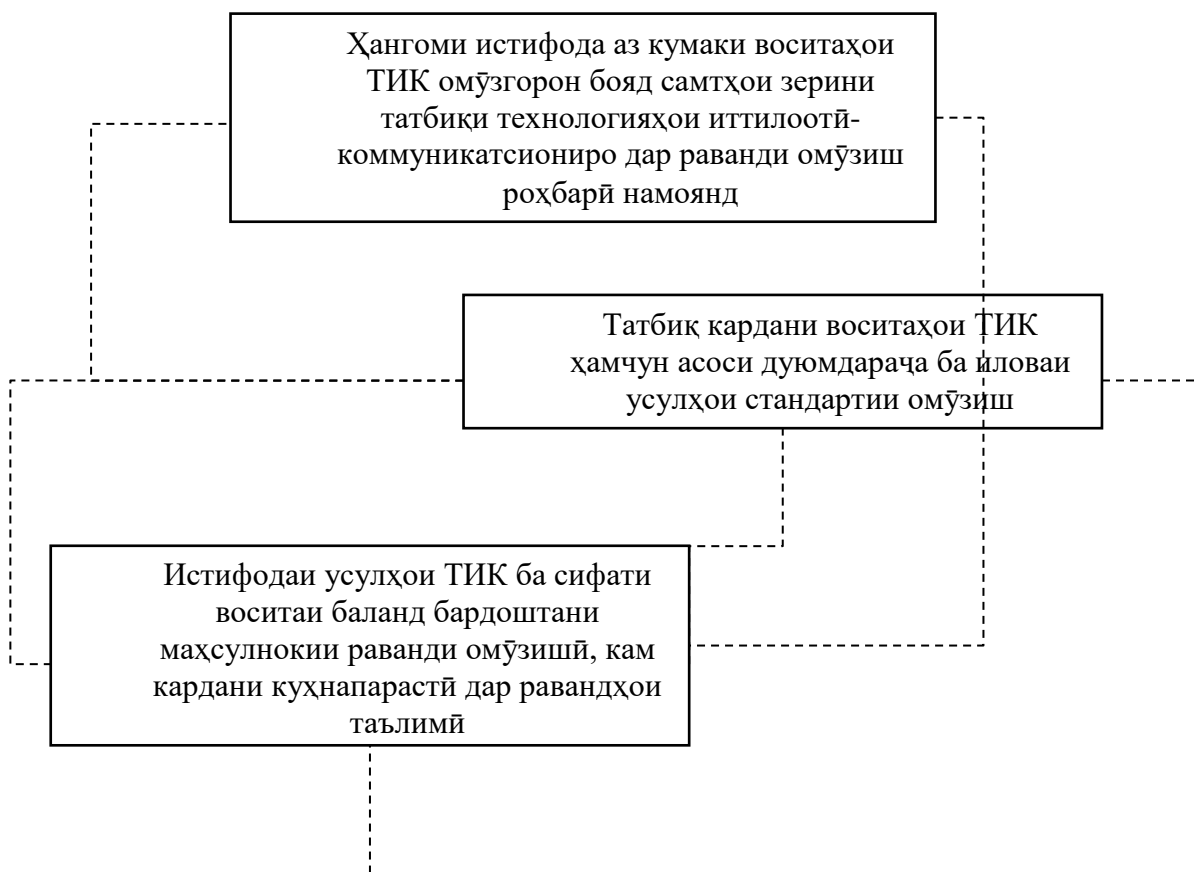 Ҳангоми истифода аз кумаки воситаҳои
ТИК омӯзгорон бояд самтҳои зерини
татбиқи технологияҳои иттилоотӣ-
коммуникатсиониро дар раванди омӯзиш
роҳбарӣ намоянд
Татбиқ кардани воситаҳои ТИК
ҳамчун асоси дуюмдараҷа ба иловаи
усулҳои стандартии омӯзиш
Истифодаи усулҳои ТИК ба сифати
воситаи баланд бардоштани
маҳсулнокии раванди омӯзишӣ, кам
кардани куҳнапарастӣ дар равандҳои
таълимӣ